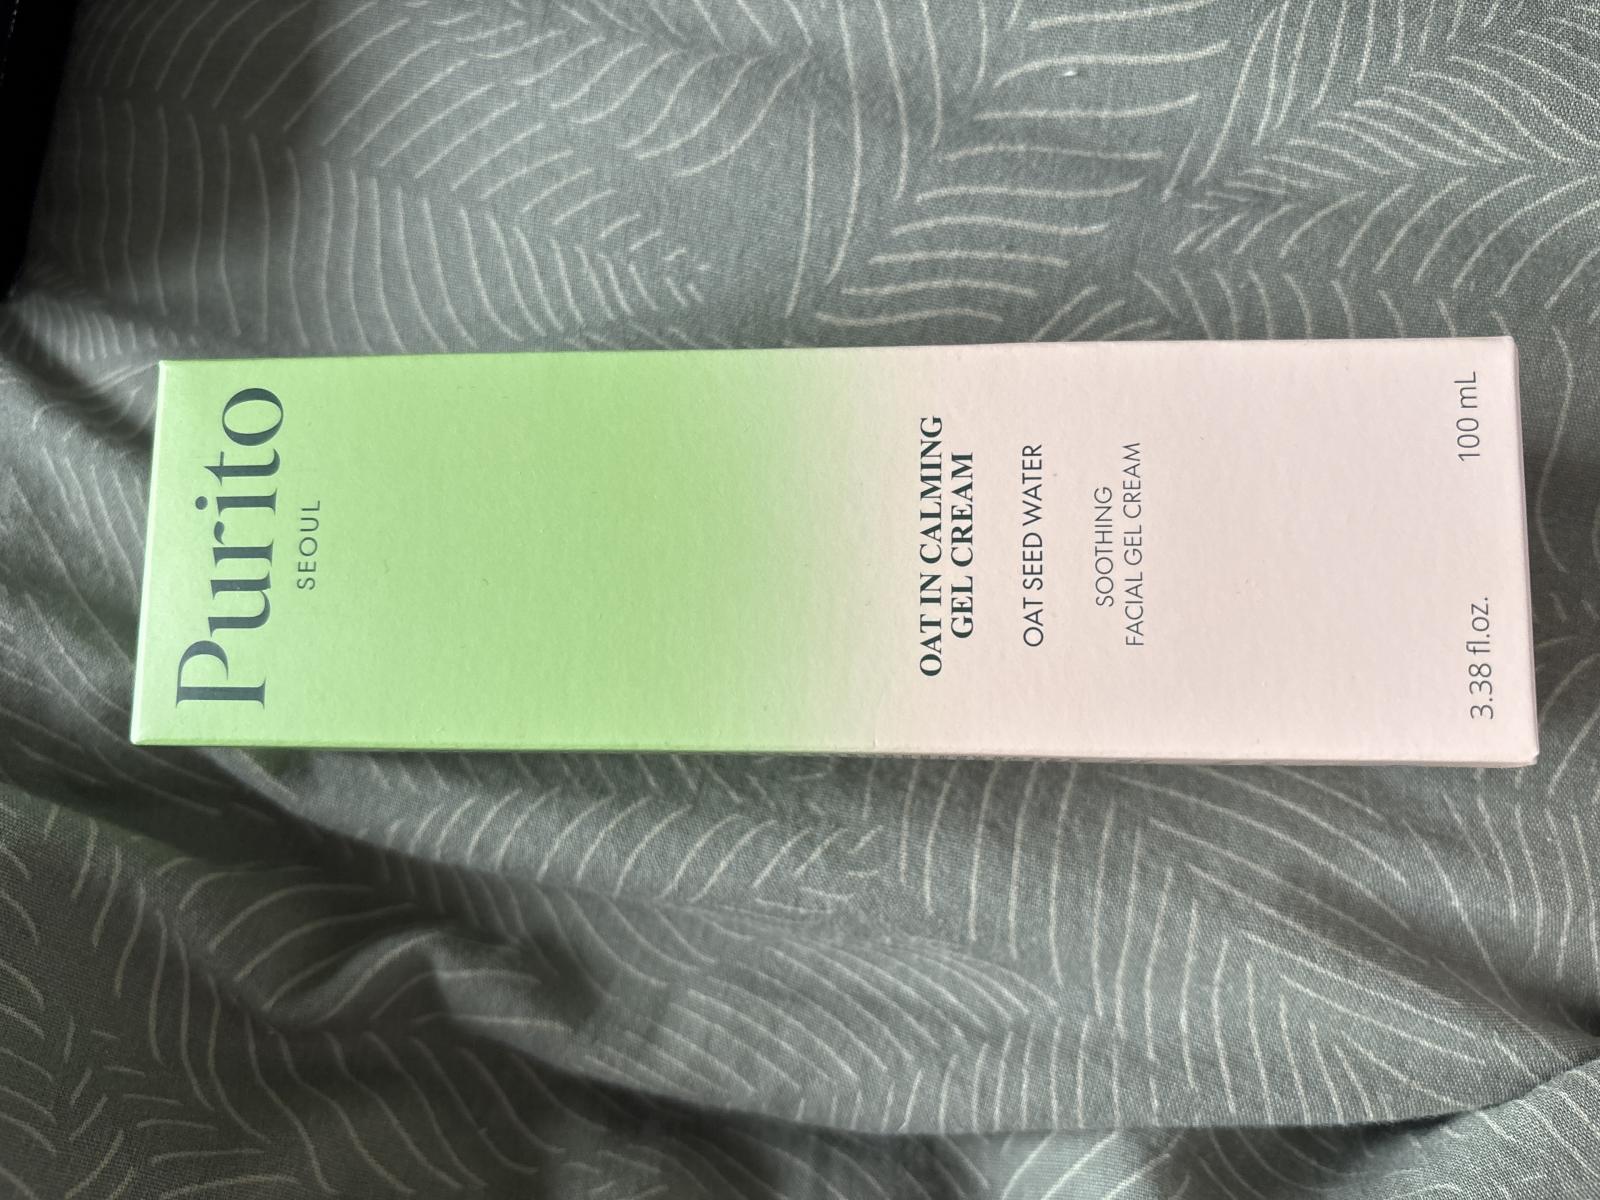 Purito
SEOUL
OAT IN CALMING
GEL CREAM
OAT SEED WATER
SOOTHING
FACIAL GEL CREAM
3.38 fl.oz.
100 mL